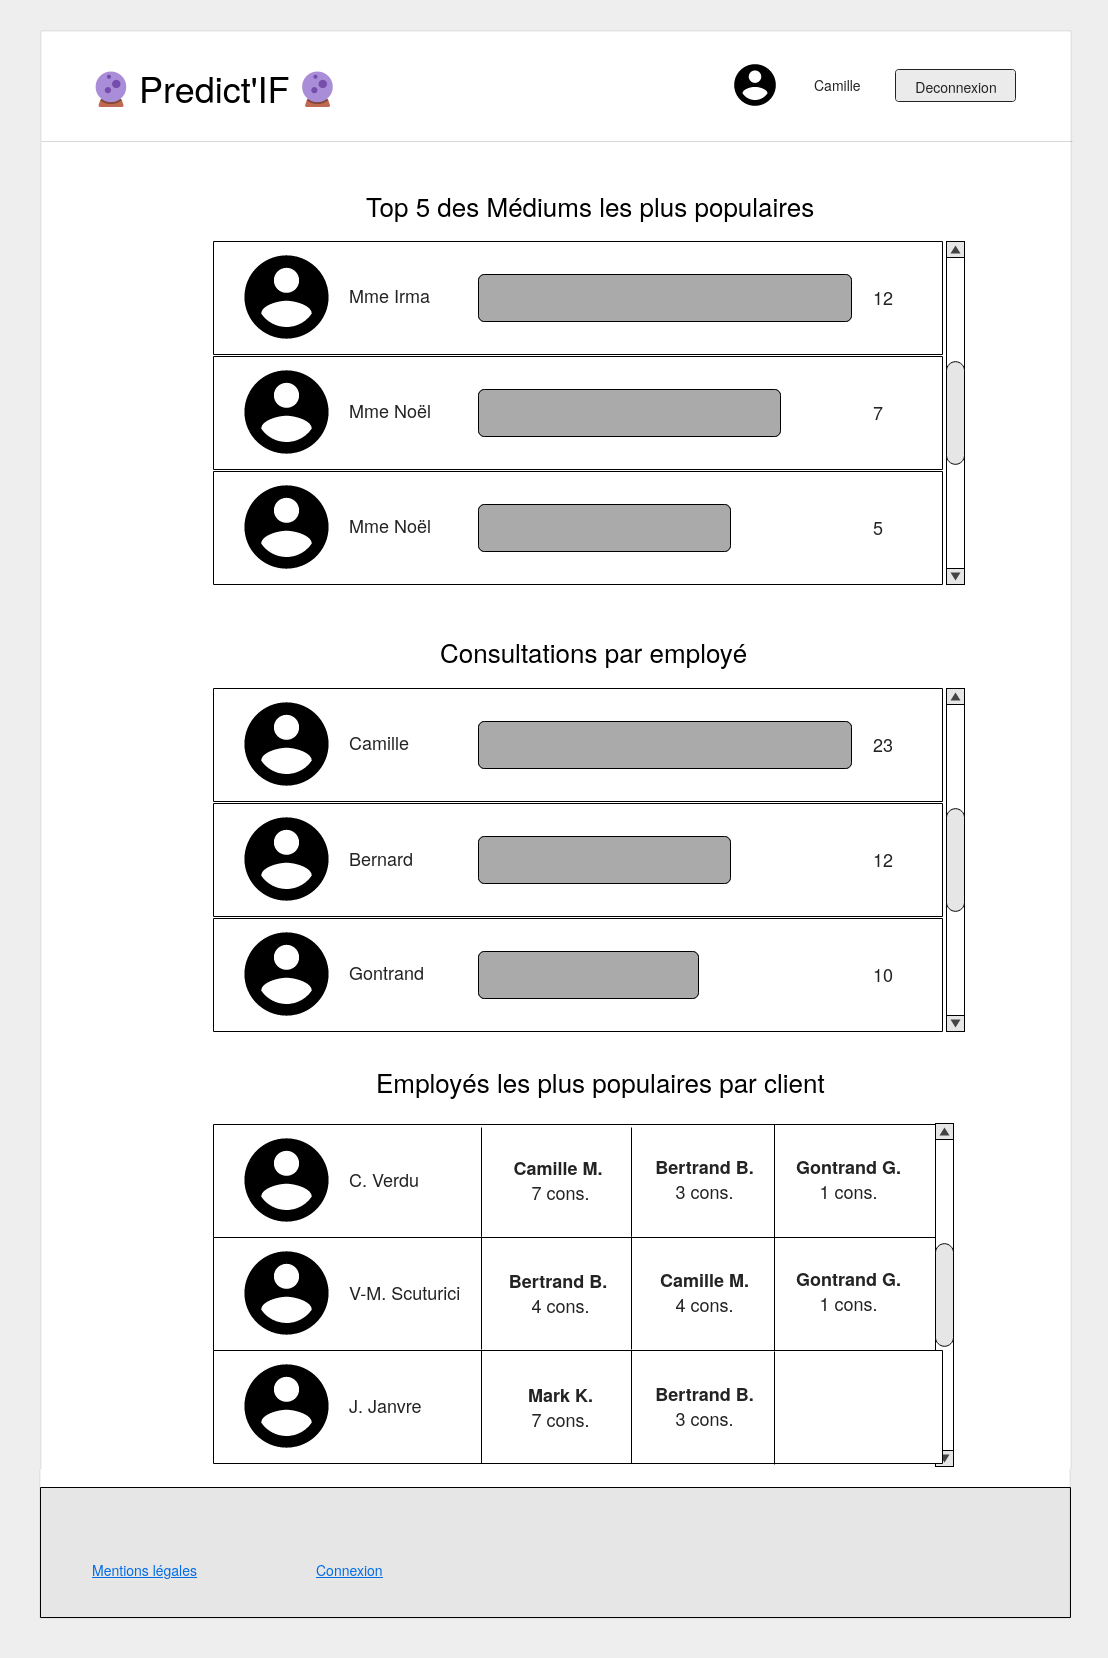 Predict'IF
Camille
Deconnexion
Top 5 des Médiums les plus populaires
Mme Irma
12
Mme Noël
7
Mme Noël
5
Consultations par employé
Camille
23
Bernard
12
Gontrand
10
Employés les plus populaires par client
C. Verdu
Camille M.
7 cons.
Bertrand B.
3 cons.
Gontrand G.
1 cons.
V-M. Scuturici
Bertrand B.
4 cons.
Camille M.
4 cons.
Gontrand G.
1 cons.
J. Janvre
Mark K.
7 cons.
Bertrand B.
3 cons.
Mentions légales
Connexion